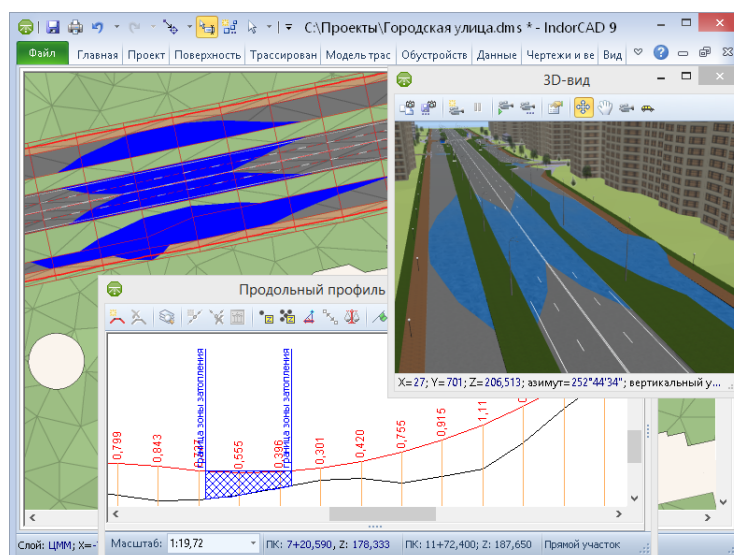 C:\Проекты\Городская улица.dms * - IndorCAD 9
Файл Главная Проект Поверхность Трассирован Модель трас Обустройств Данные Чертежи и ве Вид
3D-вид
X=27; Y=701; Z=206,513; азимут=252°44'34"; вертикальный у...
Продольный профиль
граница зоны затопления
граница зоны затопления
0,799
0,843
0,555
0,396
0,301
0,420
0,755
0,915
Слой: ЦММ; X=-
Масштаб: 1:19,72 ПК: 7+20,590, Z: 178,333 ПК: 11+72,400; Z: 187,650 Прямой участок